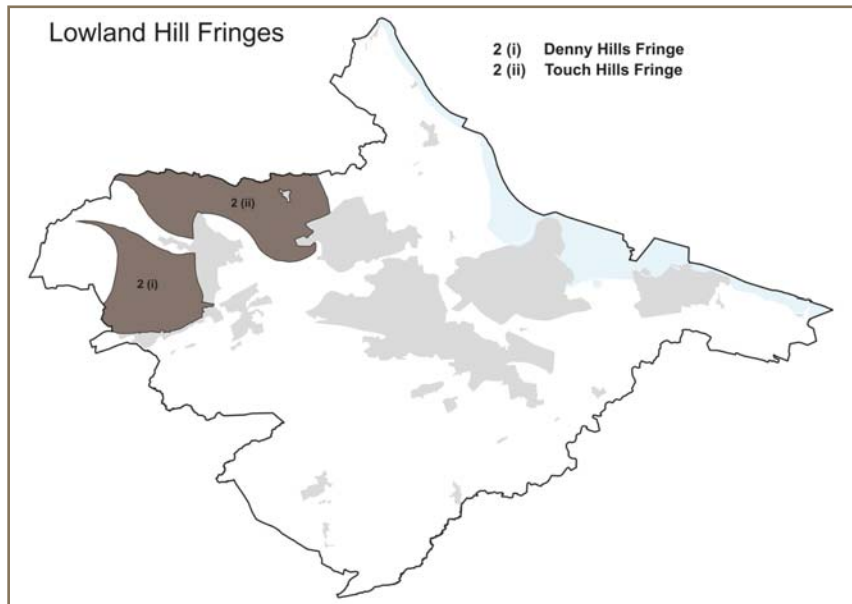 Lowland Hill Fringes
2 (i) Denny Hills Fringe
2 (ii) Touch Hills Fringe
2 (ii)
2 (i)